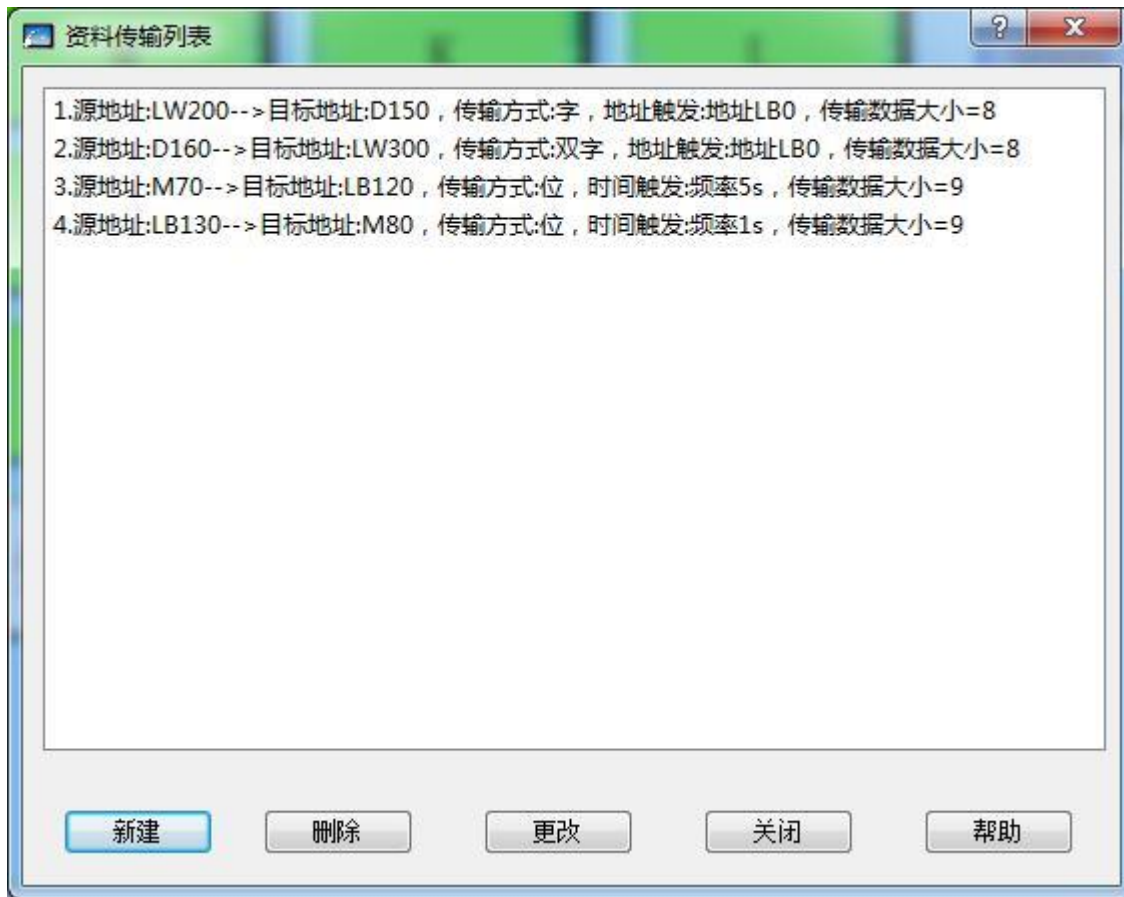 资料传输列表
1.源地址:LW200-->目标地址:D150，传输方式:字，地址触发:地址LB0，传输数据大小=8
2.源地址:D160-->目标地址:LW300，传输方式:双字，地址触发:地址LB0，传输数据大小=8
3.源地址:M70-->目标地址:LB120，传输方式:位，时间触发:频率5s，传输数据大小=9
4.源地址:LB130-->目标地址:M80，传输方式:位，时间触发:频率1s，传输数据大小=9
新建 删除 更改 关闭 帮助